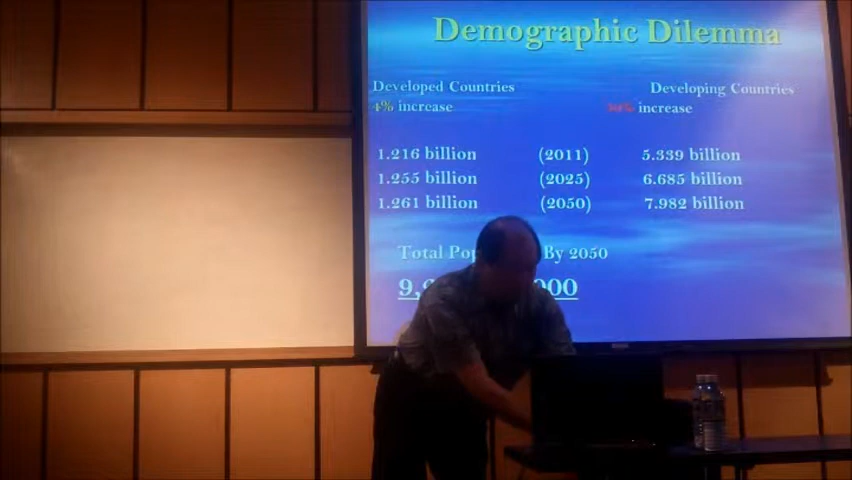 Demographic Dilemma
Developed Countries Developing Countries
4% increase increase
1.216 billion (2011) 5.339 billion
1.255 billion (2025) 6.685 billion
1.261 billion (2050) 7.982 billion
Total By 2050